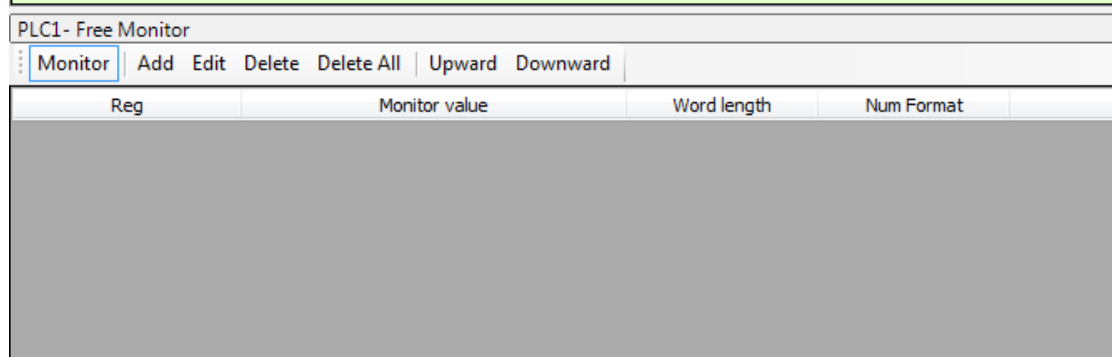 PLC1- Free Monitor
Monitor Add Edit Delete Delete All Upward Downward
Reg Monitor value Word length Num Format